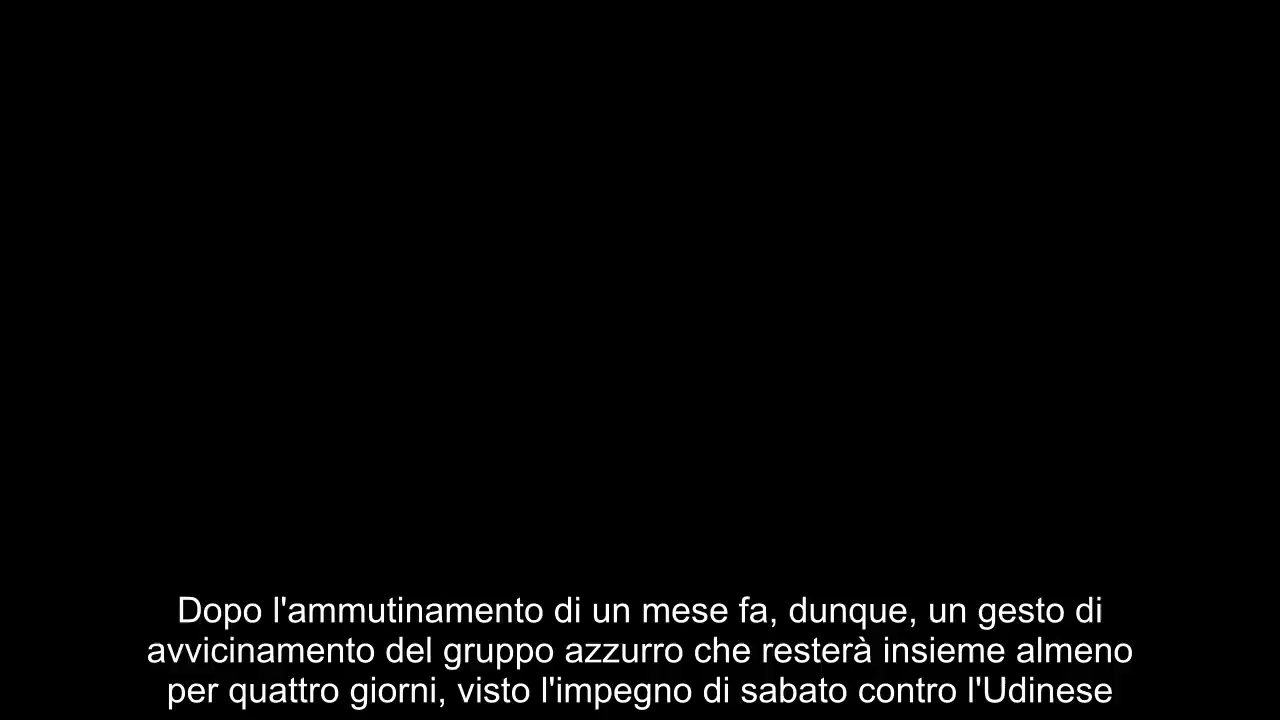 Dopo l'ammutinamento di un mese fa, dunque, un gesto di
avvicinamento del gruppo azzurro che resterà insieme almeno
per quattro giorni, visto l'impegno di sabato contro l'Udinese